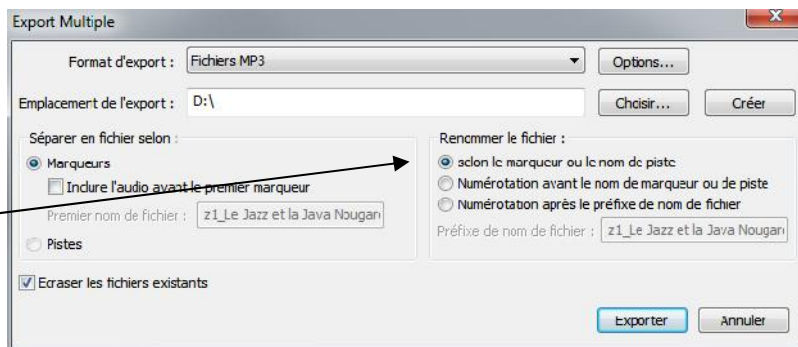 Export Multiple
Format d'export : Fichiers MP3 Options...
Emplacement de l'export : D:\ Choisir... Créer
Séparer en fichier selon :
Marqueurs
Inclure l'audio avant le premier marqueur
Premier nom de fichier : z1_Le Jazz et la Java Nougar
Pistes
Renommer le fichier :
selon le marqueur ou le nom de piste
Numérotation avant le nom de marqueur ou de piste
Numérotation après le préfixe de nom de fichier
Préfixe de nom de fichier : z1_Le Jazz et la Java Nougar
Ecraser les fichiers existants
Exporter Annuler